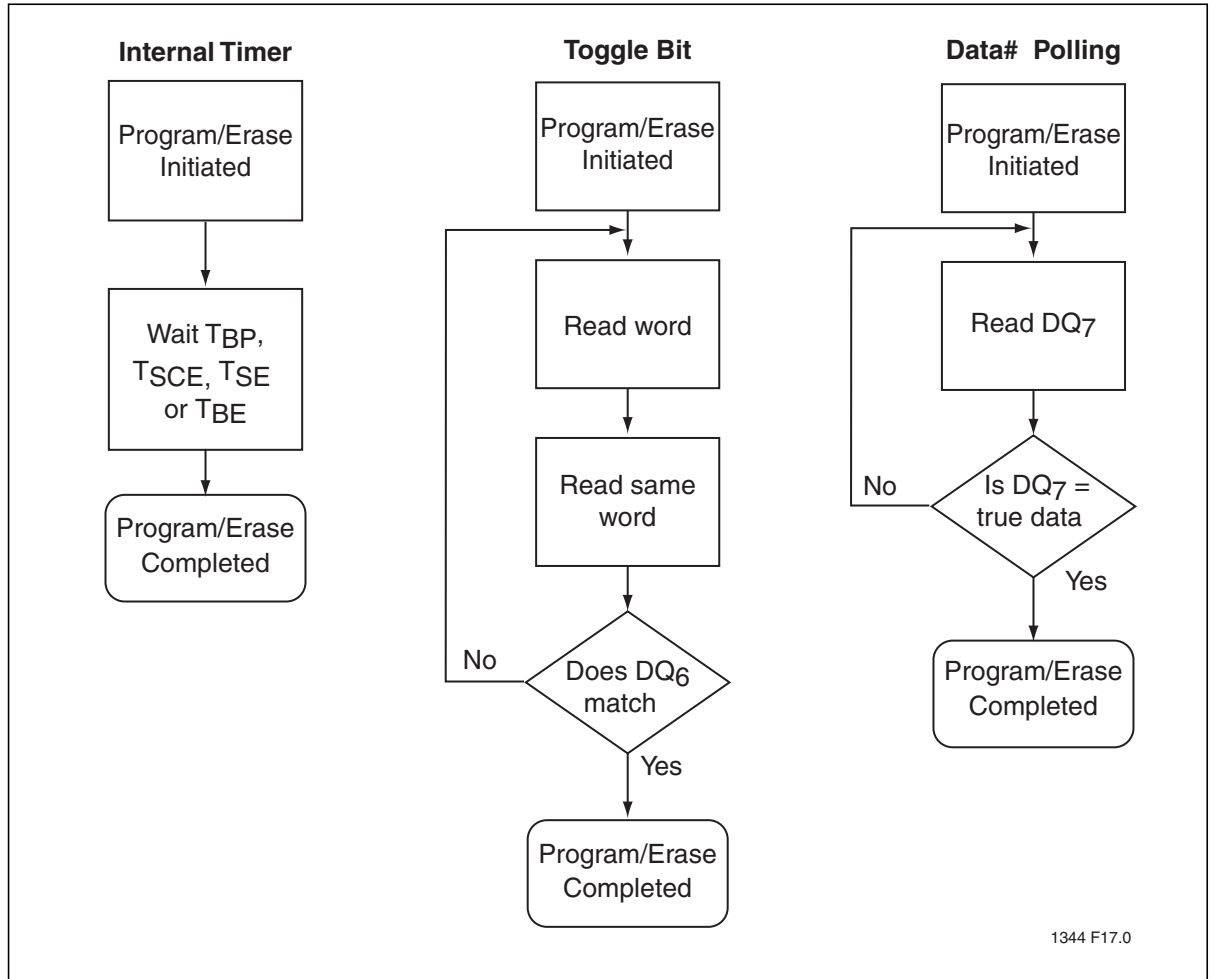 Internal Timer
Program/Erase
Initiated
Wait TBP,
TSCE, TSE
or TBE
Program/Erase
Completed
Toggle Bit
Program/Erase
Initiated
Read word
Read same
word
Does DQ6
match
No
Yes
Program/Erase
Completed
Data# Polling
Program/Erase
Initiated
Read DQ7
Is DQ7 =
true data
No
Yes
Program/Erase
Completed
1344 F17.0